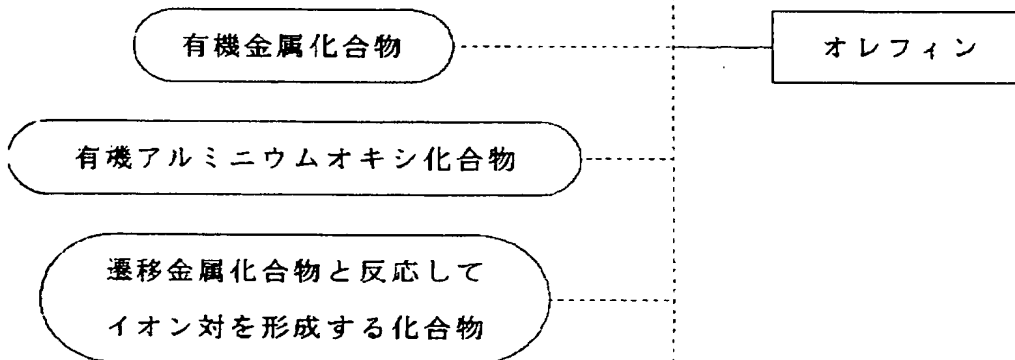 有機金属化合物
オレフィン
有機アルミニウムオキシ化合物
遷移金属化合物と反応して
イオン対を形成する化合物